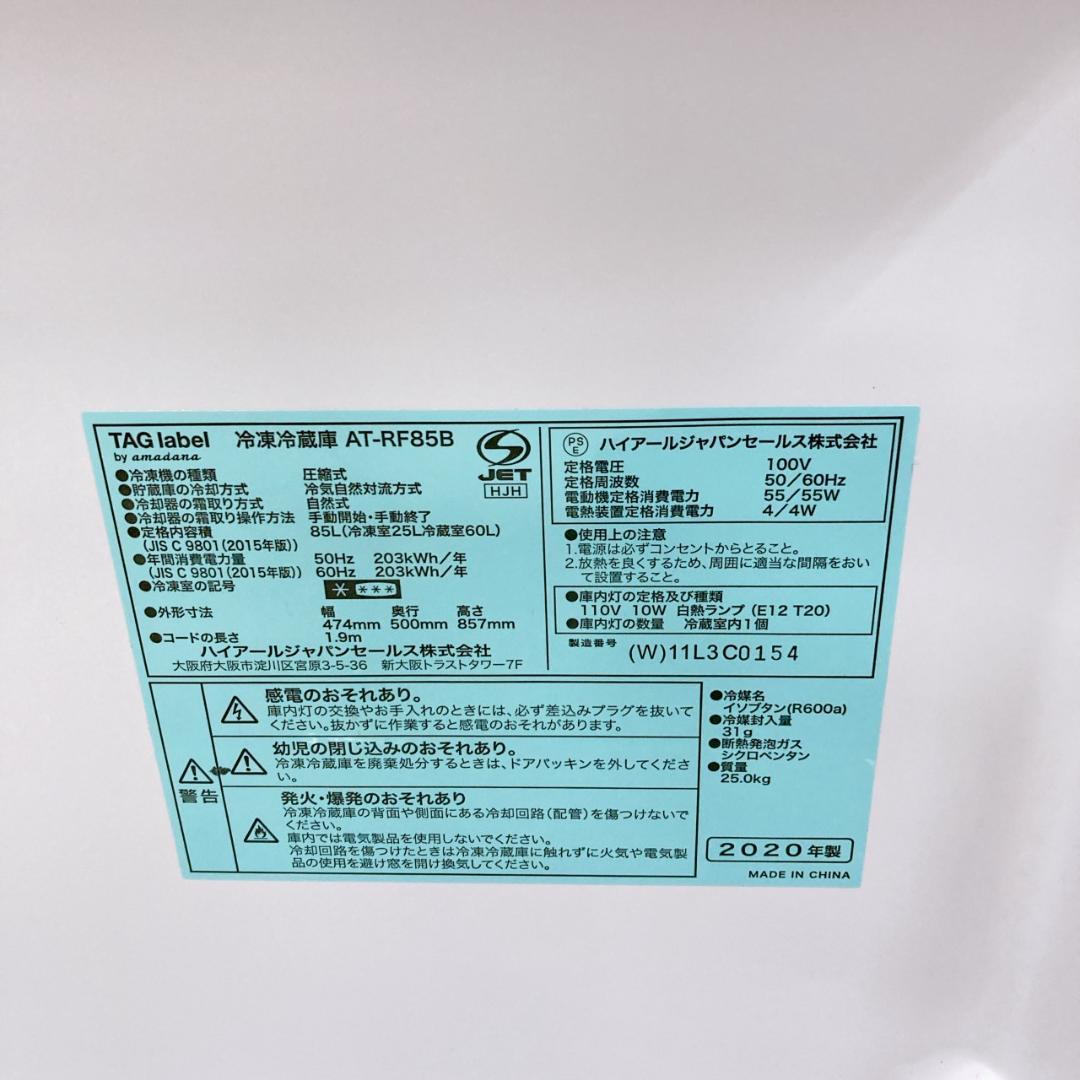 TAG label 冷凍冷蔵庫 AT-RF85B
by amadana
●冷凍機の種類 圧縮式
●貯蔵庫の冷却方式 冷気自然対流方式
●冷却器の霜取り方式 自然式
●冷却器の霜取り操作方法 手動開始・手動終了
●定格内容積 85L(冷凍室25L冷蔵室60L)
(JIS C 9801(2015年版))
●年間消費電力量 50Hz 203kWh/年
(JIS C 9801(2015年版)) 60Hz 203kWh/年
●冷凍室の記号
●外形寸法 幅 奥行 高さ
474mm 500mm 857mm
●コードの長さ 1.9m
ハイアールジャパンセールス株式会社
大阪府大阪市淀川区宮原3-5-36 新大阪トラストタワー7F
JET
HJH
PSE ハイアールジャパンセールス株式会社
定格電圧 100V
定格周波数 50/60Hz
電動機定格消費電力 55/55W
電熱装置定格消費電力 4/4W
●使用上の注意
1.電源は必ずコンセントからとること。
2.放熱を良くするため、周囲に適当な間隔をおい
て設置すること。
●庫内灯の定格及び種類
110V 10W 白熱ランプ(E12 T20)
●庫内灯の数量 冷蔵室内1個
製造番号
(W)11L3C0154
警告
感電のおそれあり。
庫内灯の交換やお手入れのときには、必ず差込みプラグを抜いて
ください。抜かずに作業すると感電のおそれがあります。
幼児の閉じ込めのおそれあり。
冷凍冷蔵庫を廃棄処分するときは、ドアパッキンを外してくださ
い。
発火・爆発のおそれあり
冷凍冷蔵庫の背面や側面にある冷却回路(配管)を傷つけないで
ください。
庫内では電気製品を使用しないでください。
冷却回路を傷つけたときは冷凍冷蔵庫に触れずに火気や電気製
品の使用を避け窓を開け換気してください。
●冷媒名
イソブタン(R600a)
●冷媒封入量
31g
●断熱発泡ガス
シクロペンタン
●質量
25.0kg
2020年製
MADE IN CHINA